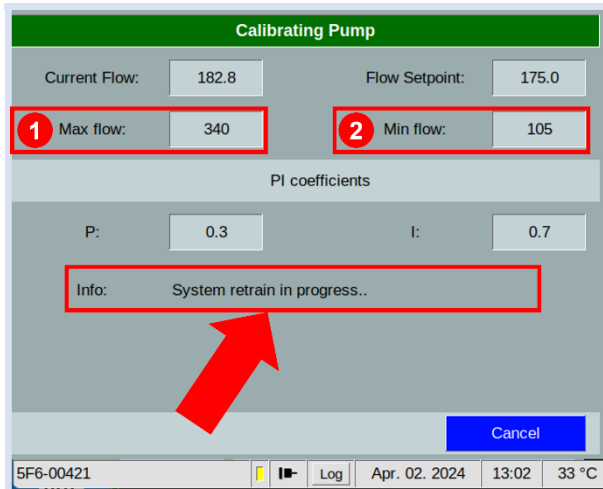 Calibrating Pump
Current Flow: 182.8 Flow Setpoint: 175.0
1 Max flow: 340 2 Min flow: 105
PI coefficients
P: 0.3 I: 0.7
Info: System retrain in progress..
Cancel
5F6-00421 Log Apr. 02. 2024 13:02 33 °C